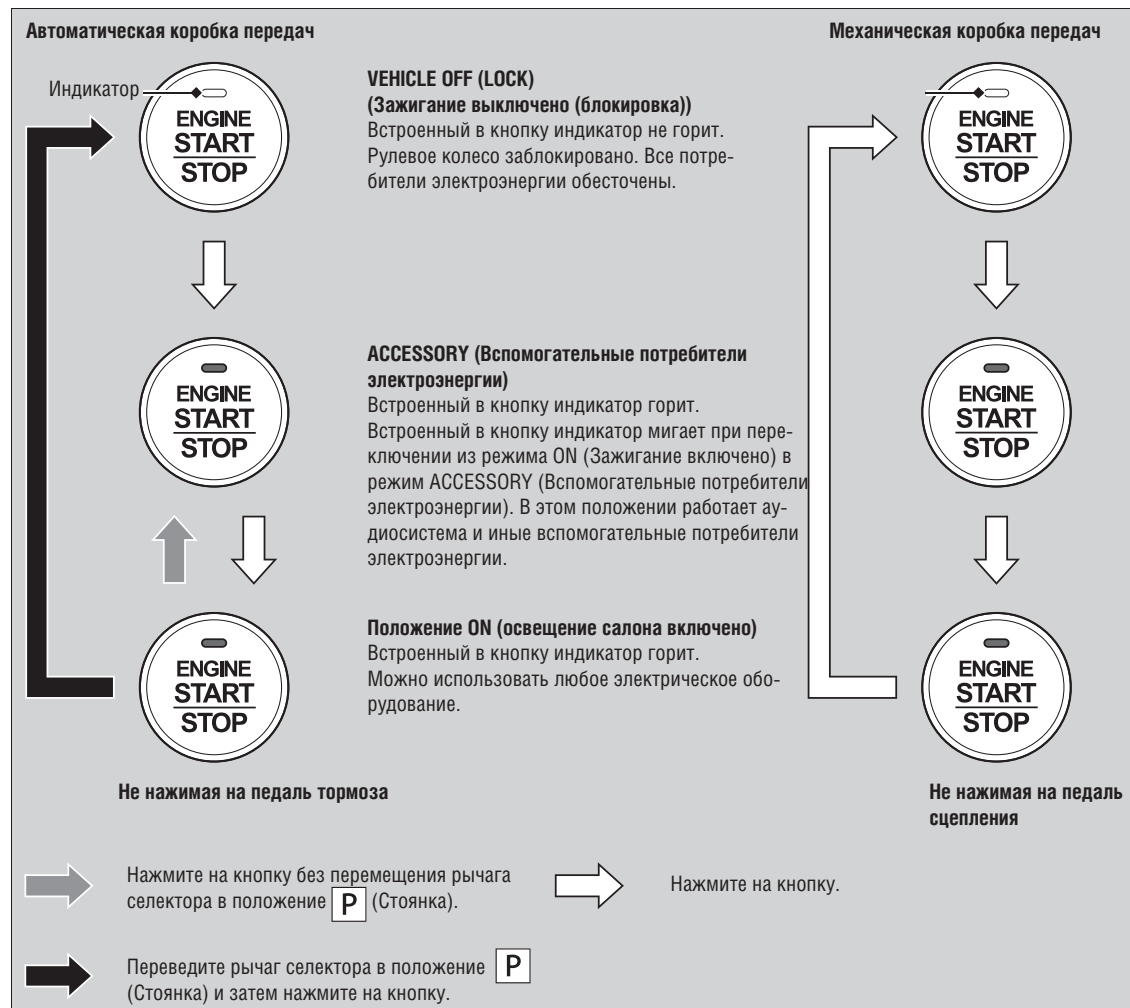 Автоматическая коробка передач
Механическая коробка передач
Индикатор
ENGINE
START
STOP
VEHICLE OFF (LOCK)
(Зажигание выключено (блокировка))
Встроенный в кнопку индикатор не горит.
Рулевое колесо заблокировано. Все потре-
бители электроэнергии обесточены.
ENGINE
START
STOP
ENGINE
START
STOP
ACCESSORY (Вспомогательные потребители
электроэнергии)
Встроенный в кнопку индикатор горит.
Встроенный в кнопку индикатор мигает при пере-
ключении из режима ON (Зажигание включено) в
режим ACCESSORY (Вспомогательные потребители
электроэнергии). В этом положении работает ау-
диосистема и иные вспомогательные потребители
электроэнергии.
ENGINE
START
STOP
ENGINE
START
STOP
Положение ON (освещение салона включено)
Встроенный в кнопку индикатор горит.
Можно использовать любое электрическое обо-
рудование.
ENGINE
START
STOP
Не нажимая на педаль тормоза
Не нажимая на педаль
сцепления
Нажмите на кнопку без перемещения рычага
селектора в положение P (Стоянка).
Нажмите на кнопку.
Переведите рычаг селектора в положение P
(Стоянка) и затем нажмите на кнопку.